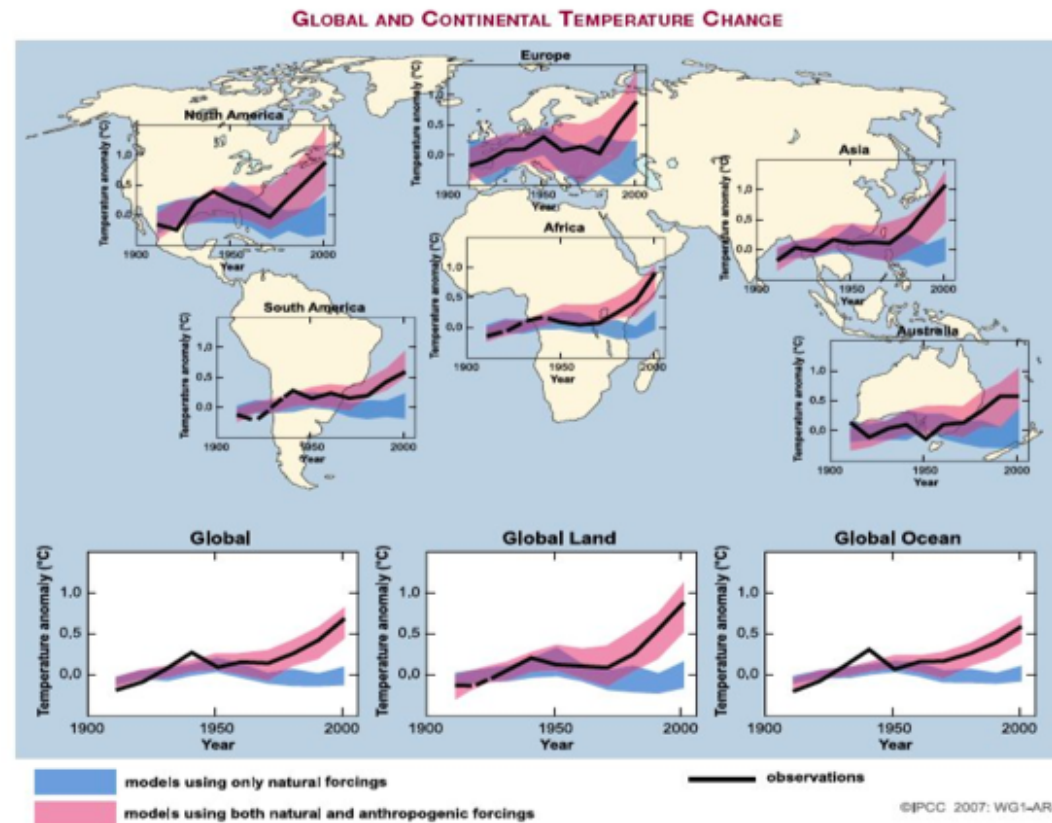 GLOBAL AND CONTINENTAL TEMPERATURE CHANGE
Europe
Temperature anomaly (°C)
1,0
0,5
0,0
1900
1950
2000
Year
North America
Temperature anomaly (°C)
1,0
0,5
0,0
1900
1950
2000
Year
Asia
Temperature anomaly (°C)
1,0
0,5
0,0
1900
1950
2000
Year
Africa
Temperature anomaly (°C)
1,0
0,5
0,0
1900
1950
2000
Year
South America
Temperature anomaly (°C)
1,0
0,5
0,0
1900
1950
2000
Year
Australia
Temperature anomaly (°C)
1,0
0,5
0,0
1900
1950
2000
Year
Global
Temperature anomaly (°C)
1,0
0,5
0,0
1900
1950
2000
Year
Global Land
Temperature anomaly (°C)
1,0
0,5
0,0
1900
1950
2000
Year
Global Ocean
Temperature anomaly (°C)
1,0
0,5
0,0
1900
1950
2000
Year
models using only natural forcings
observations
models using both natural and anthropogenic forcings
©IPCC 2007: WG1-AR